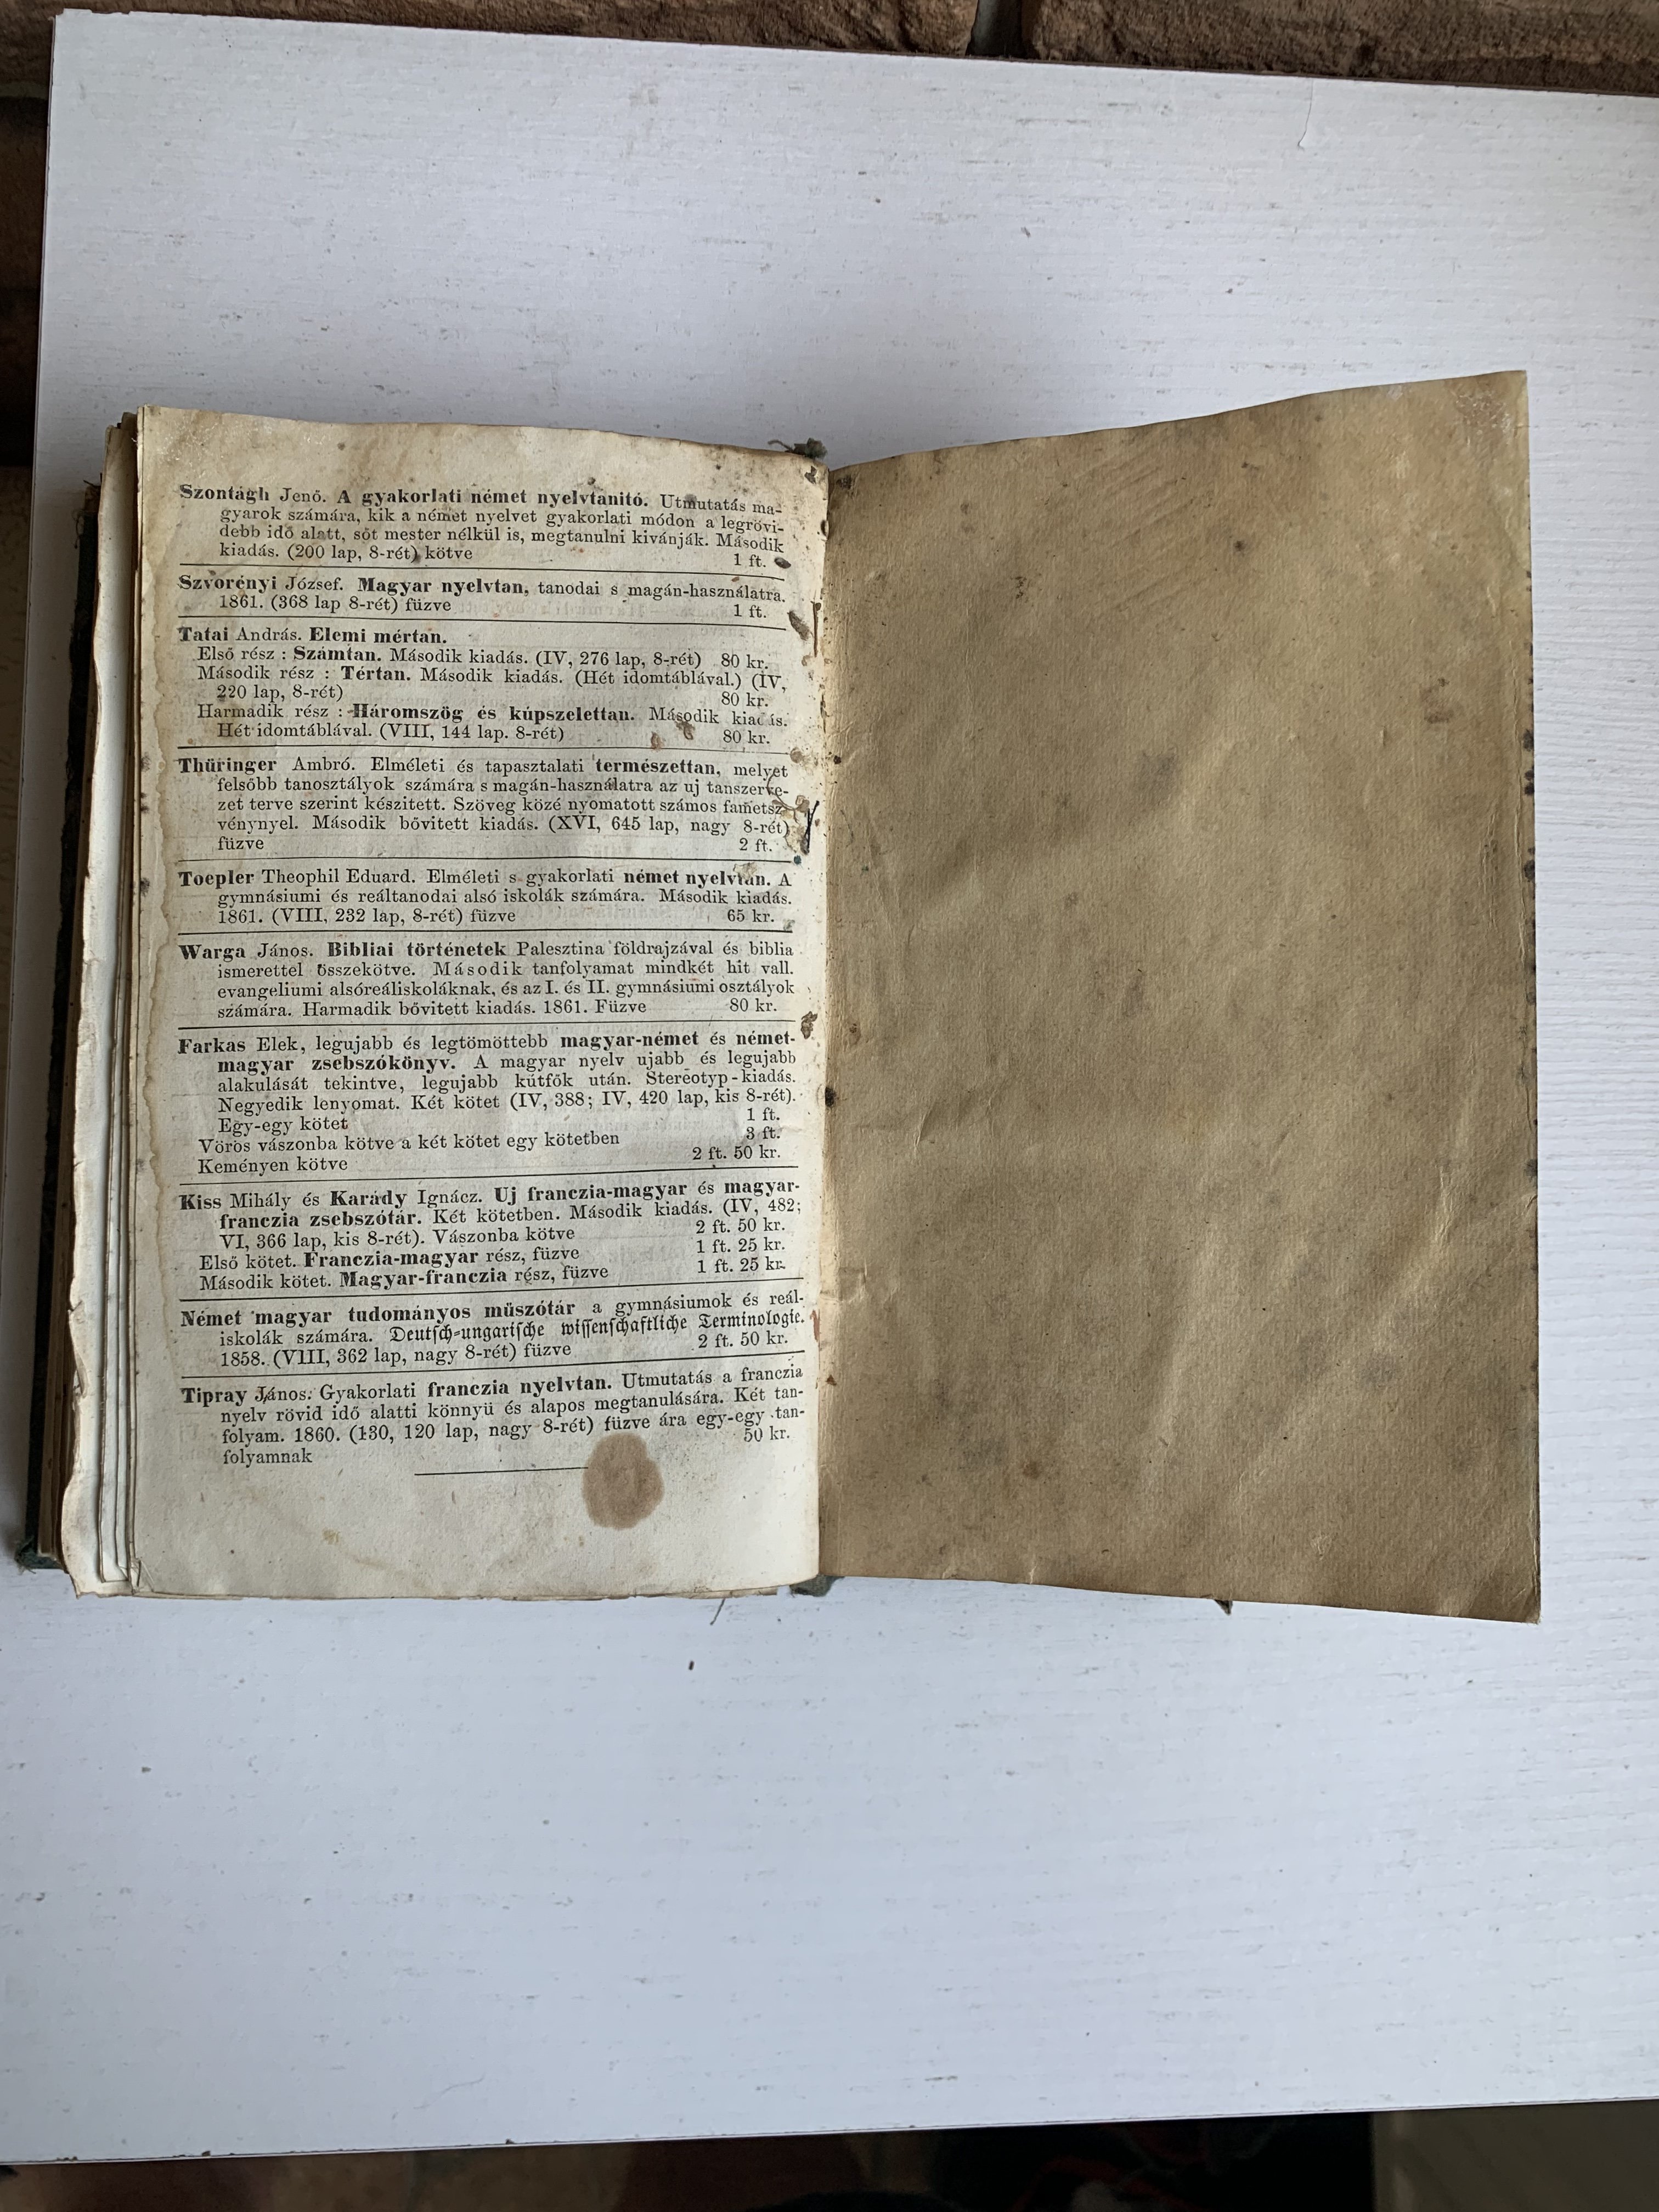 Szontágh Jenő. A gyakorlati német nyelvtanitó. Utmutatás ma-
gyarok számára, kik a német nyelvet gyakorlati módon a legrövi-
debb idő alatt, sőt mester nélkül is, megtanulni kivánják. Második
kiadás. (200 lap, 8-rét) kötve 1 ft.
Szvorényi József. Magyar nyelvtan, tanodai s magán-használatra.
1861. (368 lap 8-rét) füzve 1 ft.
Tatai András. Elemi mértan.
Első rész : Számtan. Második kiadás. (IV, 276 lap, 8-rét) 80 kr.
Második rész : Tértan. Második kiadás. (Hét idomtáblával.) (IV,
220 lap, 8-rét) 80 kr.
Harmadik rész : Háromszög és kúpszelettan. Második kiadás.
Hét idomtáblával. (VIII, 144 lap. 8-rét) 80 kr.
Thüringer Ambró. Elméleti és tapasztalati természettan, melyet
felsőbb tanosztályok számára s magán-használatra az uj tanszerve-
zet terve szerint készitett. Szöveg közé nyomatott számos fametsz-
vénynyel. Második bővitett kiadás. (XVI, 645 lap, nagy 8-rét)
füzve 2 ft.
Toepler Theophil Eduard. Elméleti s gyakorlati német nyelvtan. A
gymnásiumi és reáltanodai alsó iskolák számára. Második kiadás.
1861. (VIII, 232 lap, 8-rét) füzve 65 kr.
Warga János. Bibliai történetek Palesztina földrajzával és biblia
ismerettel összekötve. Második tanfolyamat mindkét hit vall.
evangeliumi alsóreáliskoláknak, és az I. és II. gymnásiumi osztályok
számára. Harmadik bővitett kiadás. 1861. Füzve 80 kr.
Farkas Elek, legujabb és legtömöttebb magyar-német és német-
magyar zsebszókönyv. A magyar nyelv ujabb és legujabb
alakulását tekintve, legujabb kútfők után. Stereotyp-kiadás.
Negyedik lenyomat. Két kötet (IV, 388; IV, 420 lap, kis 8-rét).
Egy-egy kötet 1 ft.
Vörös vászonba kötve a két kötet egy kötetben 3 ft.
Keményen kötve 2 ft. 50 kr.
Kiss Mihály és Karády Ignácz. Uj franczia-magyar és magyar-
franczia zsebszótár. Két kötetben. Második kiadás. (IV, 482;
VI, 366 lap, kis 8-rét). Vászonba kötve 2 ft. 50 kr.
Első kötet. Franczia-magyar rész, füzve 1 ft. 25 kr.
Második kötet. Magyar-franczia rész, füzve 1 ft. 25 kr.
Német magyar tudományos müszótár a gymnásiumok és reál-
iskolák számára. Deutſch-ungariſche wiſſenſchaftliche Terminologie.
1858. (VIII, 362 lap, nagy 8-rét) füzve 2 ft. 50 kr.
Tipray János. Gyakorlati franczia nyelvtan. Utmutatás a franczia
nyelv rövid idő alatti könnyü és alapos megtanulására. Két tan-
folyam. 1860. (130, 120 lap, nagy 8-rét) füzve ára egy-egy tan-
folyamnak 50 kr.